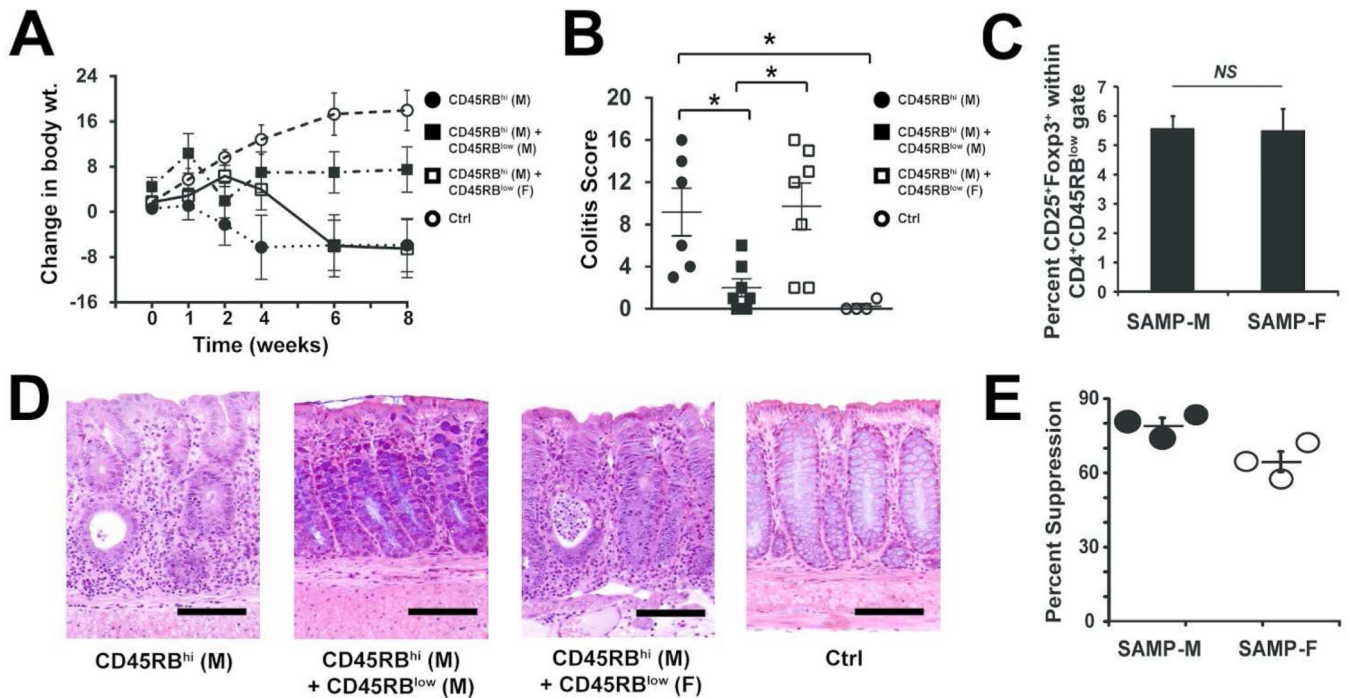 A
Change in body wt.
24
16
8
0
-8
-16
0 1 2 4 6 8
Time (weeks)
CD45RBhi (M)
CD45RBhi (M) +
CD45RBlow (M)
CD45RBhi (M) +
CD45RBlow (F)
Ctrl
B
Colitis Score
20
16
12
8
4
0
* * * *
CD45RBhi (M)
CD45RBhi (M) +
CD45RBlow (M)
CD45RBhi (M) +
CD45RBlow (F)
Ctrl
C
Percent CD25+Foxp3+ within
CD4+CD45RBlow gate
7
6
5
4
3
2
1
0
NS
SAMP-M SAMP-F
D
CD45RBhi (M)
CD45RBhi (M)
+ CD45RBlow (M)
CD45RBhi (M)
+ CD45RBlow (F)
Ctrl
E
Percent Suppression
90
60
30
0
SAMP-M SAMP-F